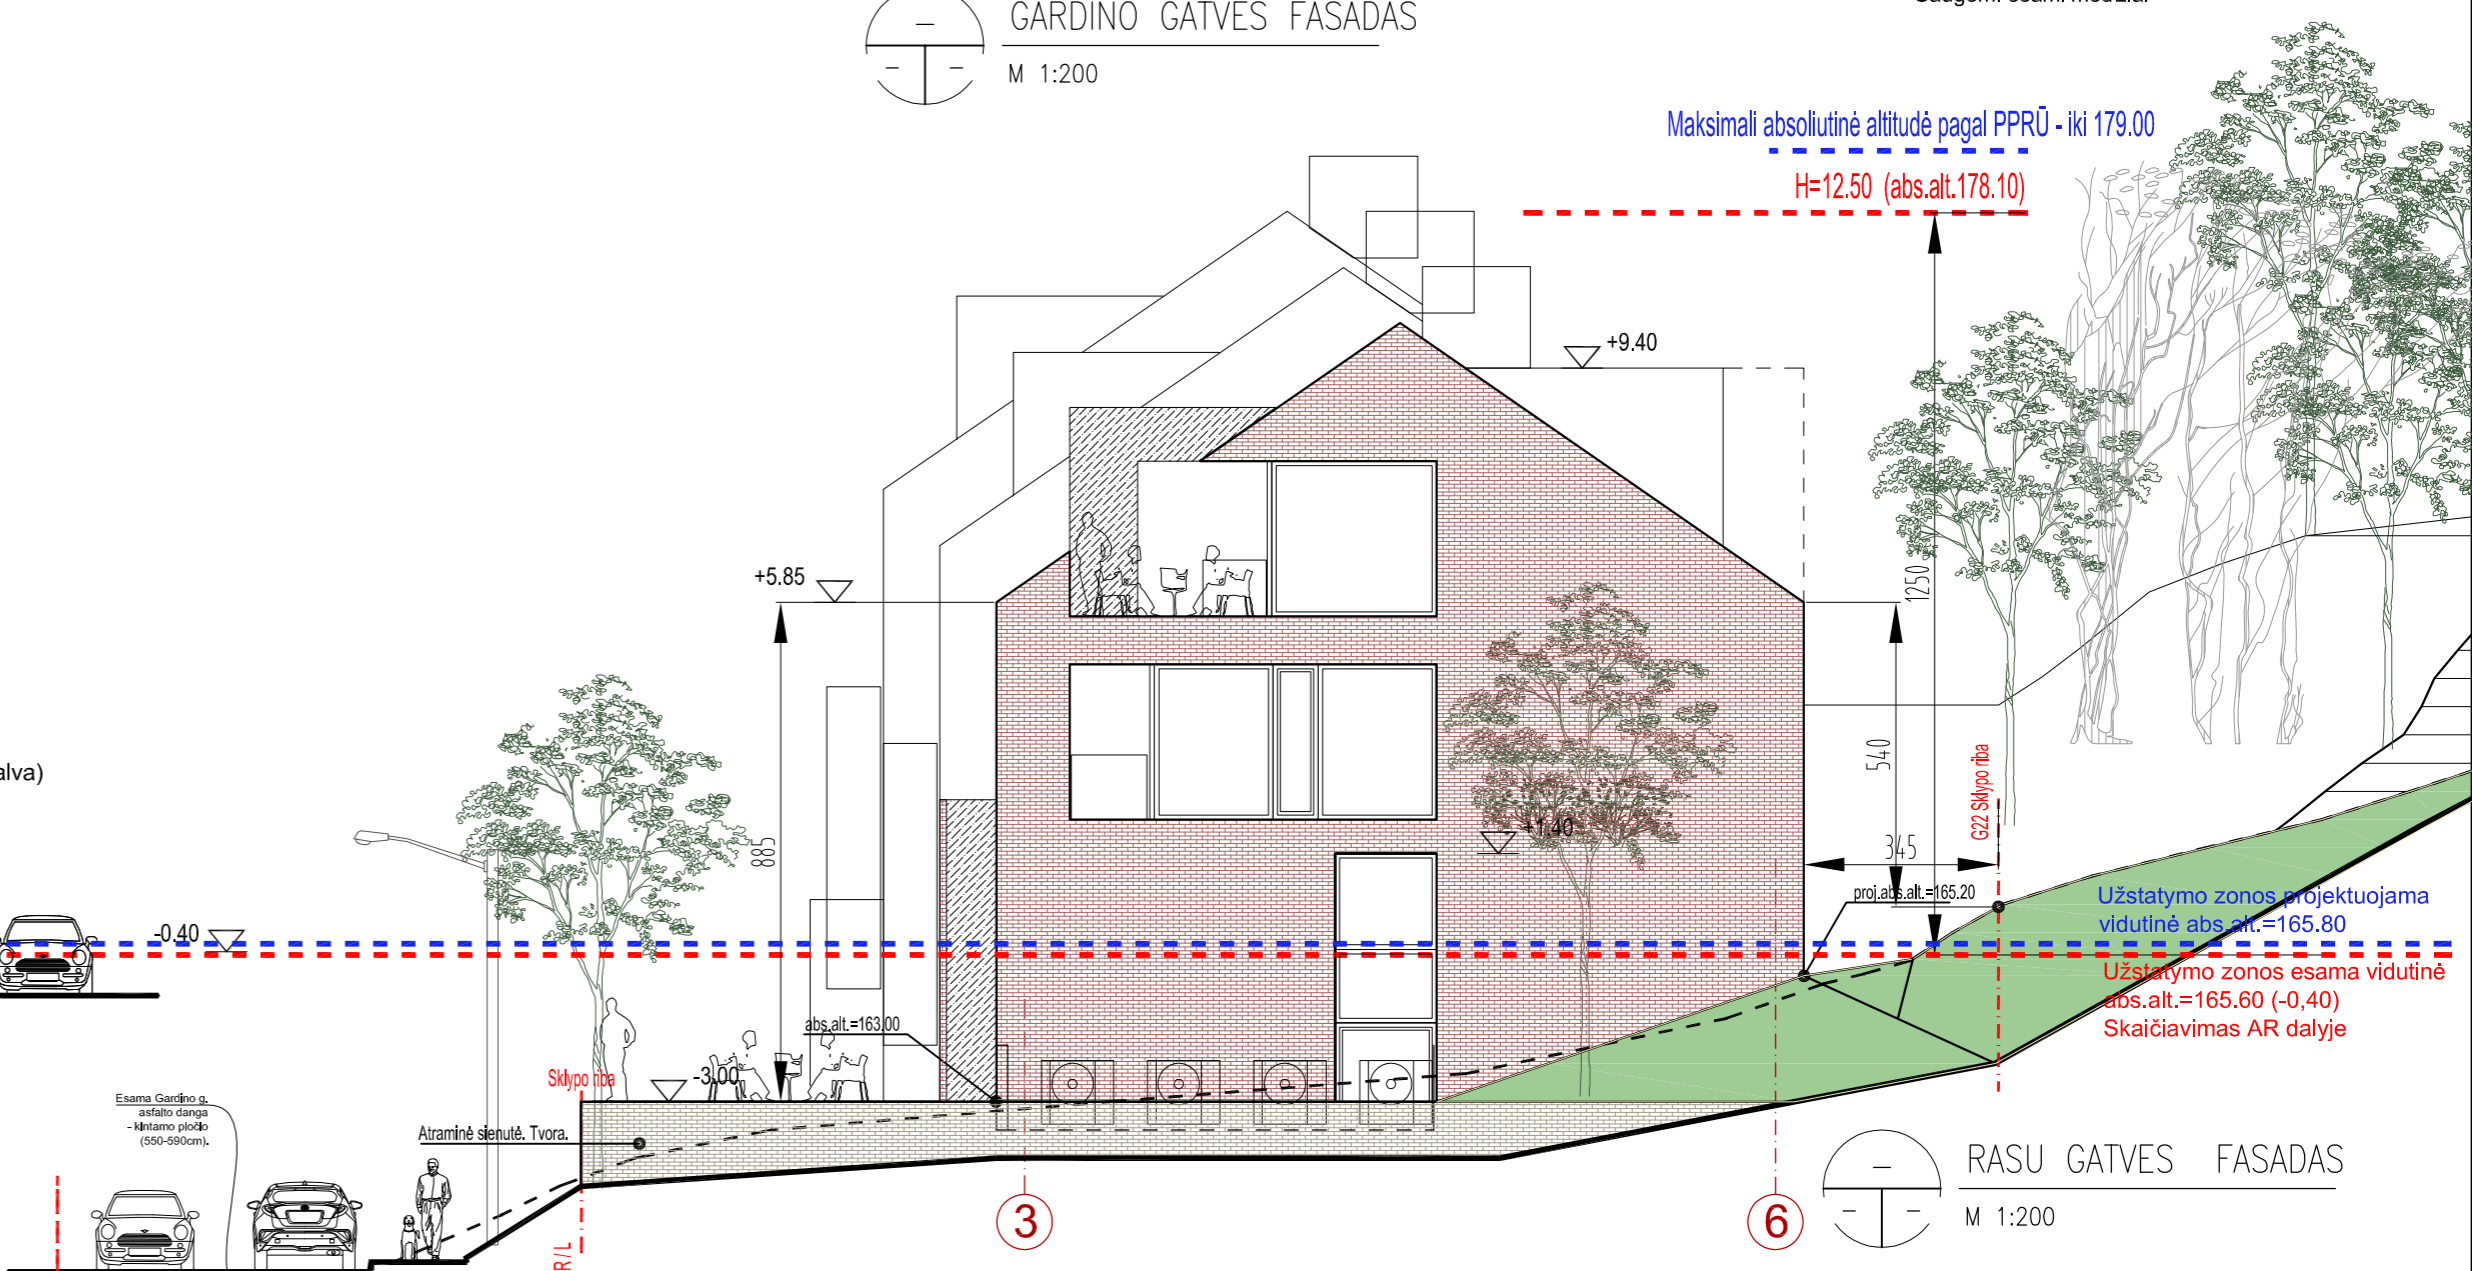 GARDINO GATVES FASADAS
M 1:200
Maksimali absoliutinė altitudė pagal PPRŪ - iki 179.00
H=12.50 (abs.alt.178.10)
+9.40
+5.85
1250
540
885
alva)
G22 Sklypo riba
+1.40
345
proj.abs.alt.=165.20
Užstatymo zonos projektuojama
vidutinė abs.alt.=165.80
-0.40
Užstatymo zonos esama vidutinė
abs.alt.=165.60 (-0,40)
Skaičiavimas AR dalyje
abs.alt.=163.00
Sklypo riba
-3.00
Esama Gardino g.
asfalto danga
- kintamo pločio
(550-590cm).
Atraminė sienutė. Tvora.
RASU GATVES FASADAS
M 1:200
3
6
R/L